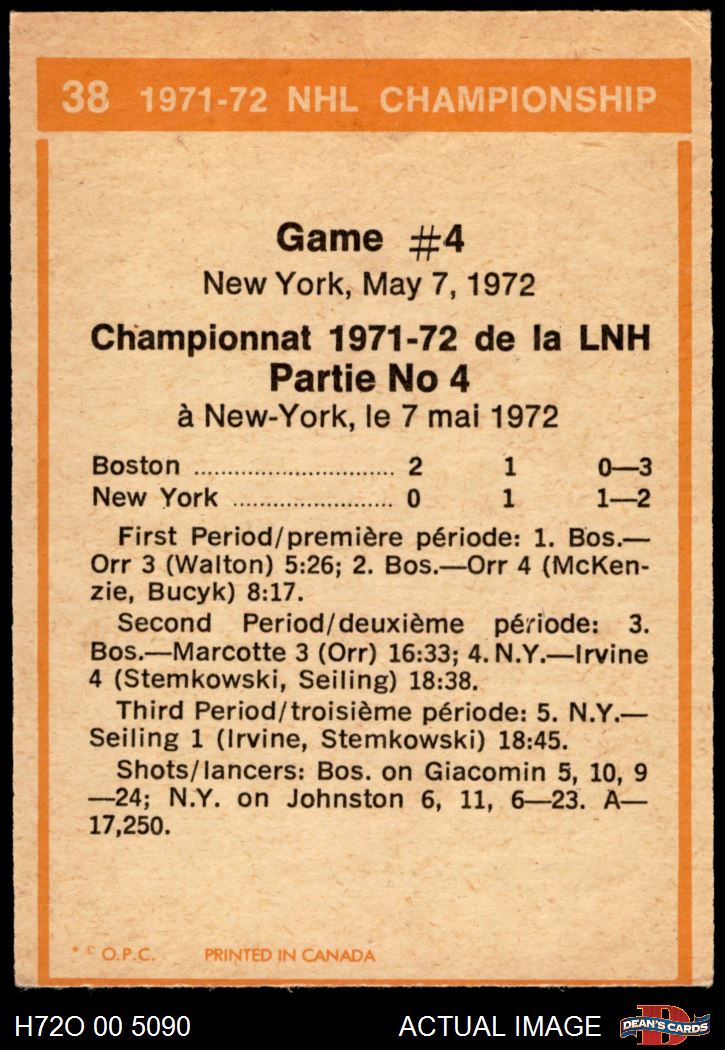 38 1971-72 NHL CHAMPIONSHIP
Game #4
New York, May 7, 1972
Championnat 1971-72 de la LNH
Partie No 4
à New-York, le 7 mai 1972
Boston ............................ 2 1 0—3
New York ....................... 0 1 1—2
First Period/première période: 1. Bos.—
Orr 3 (Walton) 5:26; 2. Bos.—Orr 4 (McKen-
zie, Bucyk) 8:17.
Second Period/deuxième période: 3.
Bos.—Marcotte 3 (Orr) 16:33; 4. N.Y.—Irvine
4 (Stemkowski, Seiling) 18:38.
Third Period/troisième période: 5. N.Y.—
Seiling 1 (Irvine, Stemkowski) 18:45.
Shots/lancers: Bos. on Giacomin 5, 10, 9
—24; N.Y. on Johnston 6, 11, 6—23. A—
17,250.
* © O.P.C. PRINTED IN CANADA
H72O 00 5090 ACTUAL IMAGE D DEAN'S CARDS